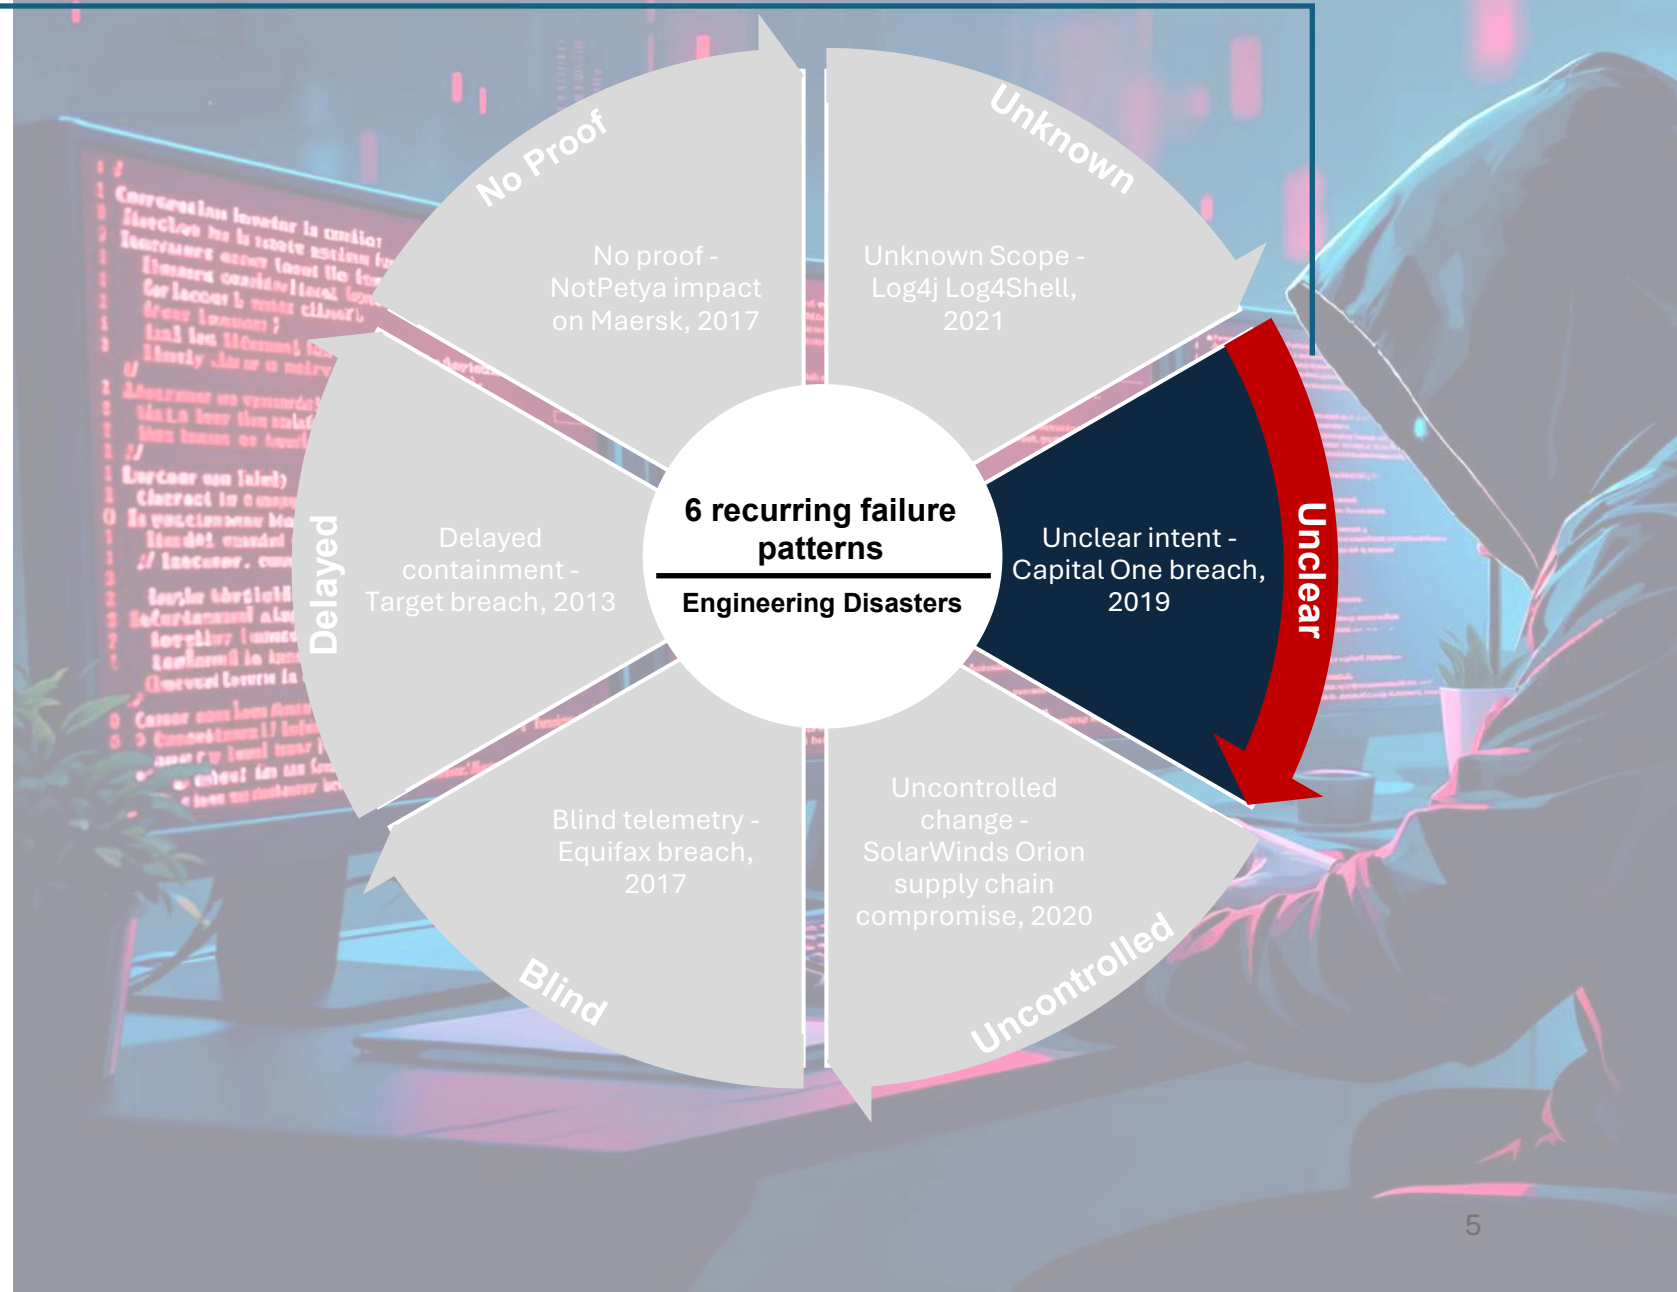 No Proof
Unknown
No proof -
NotPetya impact
on Maersk, 2017
Unknown Scope -
Log4j Log4Shell,
2021
Delayed
Delayed
containment -
Target breach, 2013
6 recurring failure
patterns
Engineering Disasters
Unclear intent -
Capital One breach,
2019
Unclear
Blind telemetry -
Equifax breach,
2017
Uncontrolled
change -
SolarWinds Orion
supply chain
compromise, 2020
Blind
Uncontrolled
5